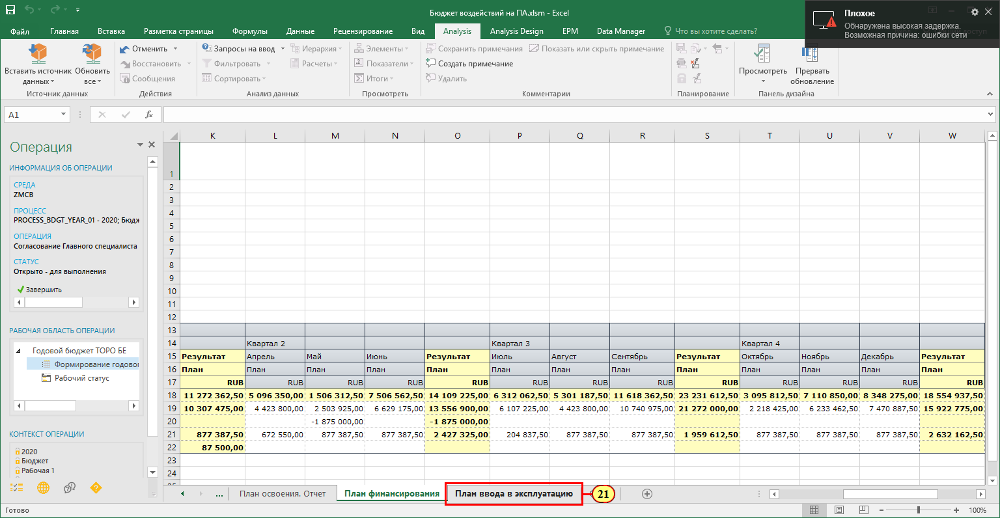 Бюджет воздействий на ПА.xlsm - Excel
Плохое
Обнаружена высокая задержка.
Возможная причина: ошибки сети
Файл Главная Вставка Разметка страницы Формулы Данные Рецензирование Вид Analysis Analysis Design EPM Data Manager Что вы хотите сделать?
Вставить источник данных
Обновить все
Источник данных
Отменить
Восстановить
Сообщения
Действия
Запросы на ввод
Фильтровать
Сортировать
Иерархия
Расчеты
Анализ данных
Элементы
Показатели
Итоги
Просмотреть
Сохранить примечания
Показать или скрыть примечание
Создать примечание
Удалить
Комментарии
Планирование
Просмотреть
Прервать обновление
Панель дизайна
A1
fx
Операция
ИНФОРМАЦИЯ ОБ ОПЕРАЦИИ
СРЕДА
ZMCB
ПРОЦЕСС
PROCESS_BDGT_YEAR_01 - 2020; Бюдж
ОПЕРАЦИЯ
Согласование Главного специалиста
СТАТУС
Открыто - для выполнения
Завершить
РАБОЧАЯ ОБЛАСТЬ ОПЕРАЦИИ
Годовой бюджет ТОРО БЕ
Формирование годово
Рабочий статус
КОНТЕКСТ ОПЕРАЦИИ
2020
Бюджет
Рабочая 1
K L M N O P Q R S T U V W
1
2
3
4
5
6
7
8
9
10
11
12
13
14 Квартал 2 Квартал 3 Квартал 4
15 Результат Апрель Май Июнь Результат Июль Август Сентябрь Результат Октябрь Ноябрь Декабрь Результат
16 План План План План План План План План План План План План План
17 RUB RUB RUB RUB RUB RUB RUB RUB RUB RUB RUB RUB RUB
18 11 272 362,50 5 096 350,00 1 506 312,50 7 506 562,50 14 109 225,00 6 312 062,50 5 301 187,50 11 618 362,50 23 231 612,50 3 095 812,50 7 110 850,00 8 348 275,00 18 554 937,50
19 10 307 475,00 4 423 800,00 2 503 925,00 6 629 175,00 13 556 900,00 6 107 225,00 4 423 800,00 10 740 975,00 21 272 000,00 2 218 425,00 6 233 462,50 7 470 887,50 15 922 775,00
20 -1 875 000,00 -1 875 000,00
21 877 387,50 672 550,00 877 387,50 877 387,50 2 427 325,00 204 837,50 877 387,50 877 387,50 1 959 612,50 877 387,50 877 387,50 877 387,50 2 632 162,50
22 87 500,00
23
24
... План освоения. Отчет План финансирования План ввода в эксплуатацию 21
Готово
100%